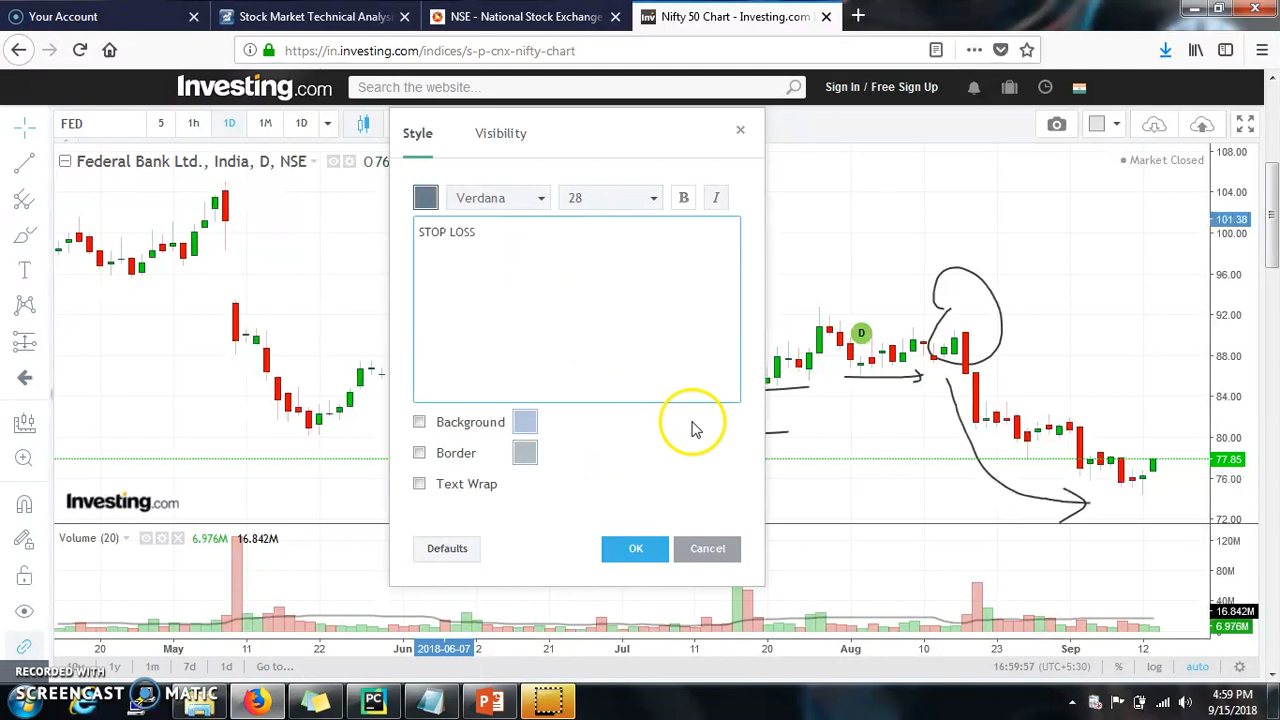 Your Account
Stock Market Technical Analysi
NSE - National Stock Exchange
Nifty 50 Chart - Investing.com
https://in.investing.com/indices/s-p-cnx-nifty-chart
Investing.com
Search the website...
Sign In / Free Sign Up
FED
5
1h
1D
1M
1D
Style
Visibility
Federal Bank Ltd., India, D, NSE
O76
Market Closed
Verdana
28
B
I
STOP LOSS
Background
Border
Text Wrap
Defaults
OK
Cancel
D
108.00
104.00
101.38
100.00
96.00
92.00
88.00
84.00
80.00
77.85
76.00
72.00
Investing.com
Volume (20)
6.976M
16.842M
120M
80M
40M
16.842M
6.976M
20
May
11
22
Jun
2018-06-07
2
21
Jul
11
20
Aug
11
23
Sep
12
1y
1m
7d
1d
Go to...
16:59:57 (UTC+5:30)
%
log
auto
RECORDED WITH
SCREENCAST
MATIC
4:59 PM
9/15/2018